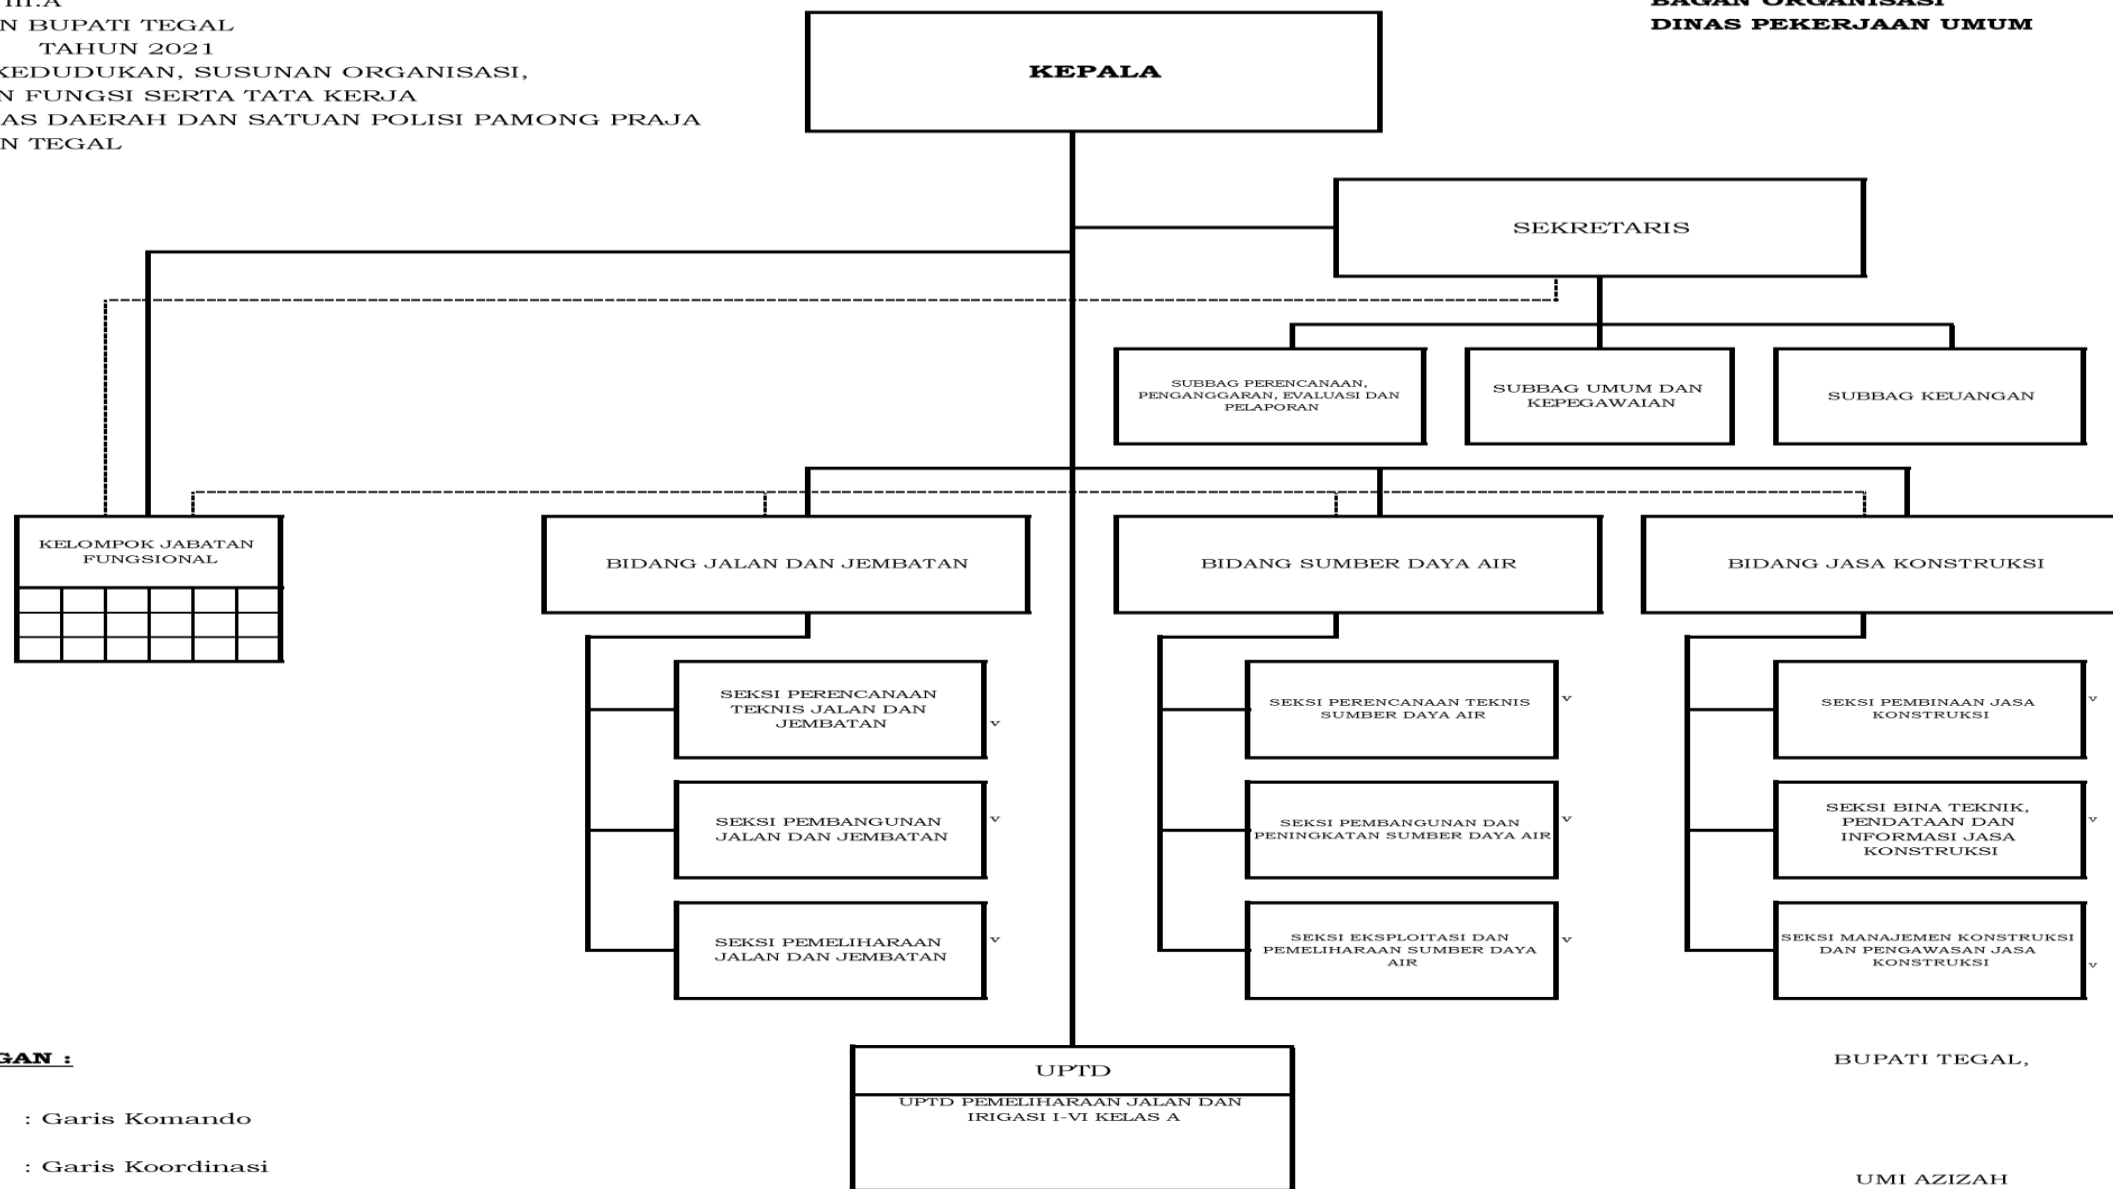 III.A
N BUPATI TEGAL
TAHUN 2021
KEDUDUKAN, SUSUNAN ORGANISASI,
N FUNGSI SERTA TATA KERJA
AS DAERAH DAN SATUAN POLISI PAMONG PRAJA
N TEGAL
BAGAN ORGANISASI
DINAS PEKERJAAN UMUM
KEPALA
SEKRETARIS
SUBBAG PERENCANAAN,
PENGANGGARAN, EVALUASI DAN
PELAPORAN
SUBBAG UMUM DAN
KEPEGAWAIAN
SUBBAG KEUANGAN
KELOMPOK JABATAN
FUNGSIONAL
BIDANG JALAN DAN JEMBATAN
BIDANG SUMBER DAYA AIR
BIDANG JASA KONSTRUKSI
SEKSI PERENCANAAN
TEKNIS JALAN DAN
JEMBATAN
v
SEKSI PERENCANAAN TEKNIS
SUMBER DAYA AIR
v
SEKSI PEMBINAAN JASA
KONSTRUKSI
v
SEKSI PEMBANGUNAN
JALAN DAN JEMBATAN
v
SEKSI PEMBANGUNAN DAN
PENINGKATAN SUMBER DAYA AIR
v
SEKSI BINA TEKNIK,
PENDATAAN DAN
INFORMASI JASA
KONSTRUKSI
v
SEKSI PEMELIHARAAN
JALAN DAN JEMBATAN
v
SEKSI EKSPLOITASI DAN
PEMELIHARAAN SUMBER DAYA
AIR
v
SEKSI MANAJEMEN KONSTRUKSI
DAN PENGAWASAN JASA
KONSTRUKSI
v
UPTD
UPTD PEMELIHARAAN JALAN DAN
IRIGASI I-VI KELAS A
GAN :
: Garis Komando
: Garis Koordinasi
BUPATI TEGAL,
UMI AZIZAH